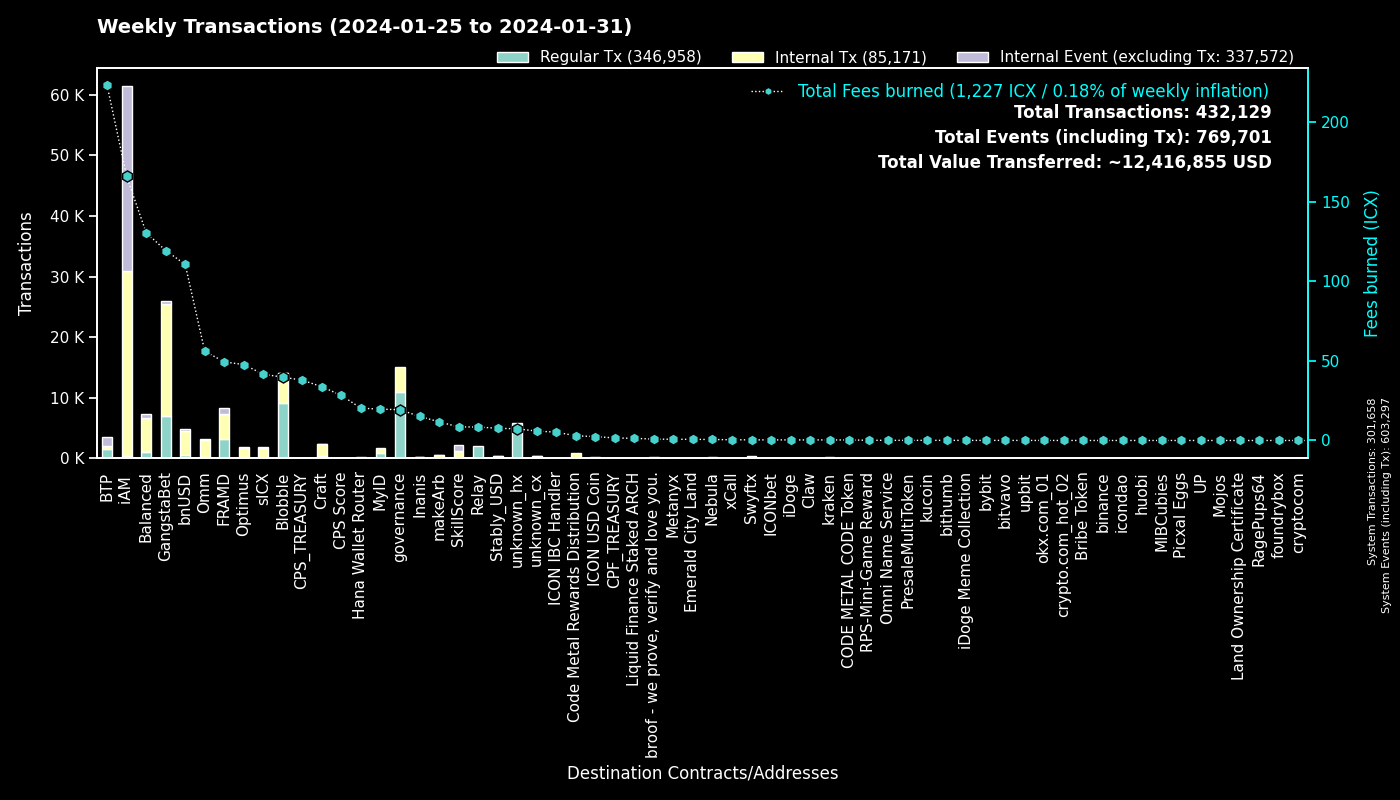 Weekly Transactions (2024-01-25 to 2024-01-31)
Regular Tx (346,958)
Internal Tx (85,171)
Internal Event (excluding Tx: 337,572)
Total Fees burned (1,227 ICX / 0.18% of weekly inflation)
Total Transactions: 432,129
Total Events (including Tx): 769,701
Total Value Transferred: ~12,416,855 USD
Transactions
60 K
50 K
40 K
30 K
20 K
10 K
0 K
200
150
100
50
0
Fees burned (ICX)
System Transactions: 301,658
System Events (including Tx): 603,297
BTP
iAM
Balanced
GangstaBet
bnUSD
Omm
FRAMD
Optimus
sICX
Blobble
CPS_TREASURY
Craft
CPS Score
Hana Wallet Router
MyID
governance
Inanis
makeArb
SkillScore
Relay
Stably_USD
unknown_hx
unknown_cx
ICON IBC Handler
Code Metal Rewards Distribution
ICON USD Coin
CPF_TREASURY
Liquid Finance Staked ARCH
broof - we prove, verify and love you.
Metanyx
Emerald City Land
Nebula
xCall
Swyftx
ICONbet
iDoge
Claw
kraken
CODE METAL CODE Token
RPS-Mini-Game Reward
Omni Name Service
PresaleMultiToken
kucoin
bithumb
iDoge Meme Collection
bybit
bitvavo
upbit
okx.com_01
crypto.com_hot_02
Bribe Token
binance
icondao
huobi
MIBCubies
Picxal Eggs
UP
Mojos
Land Ownership Certificate
RagePups64
foundrybox
cryptocom
Destination Contracts/Addresses